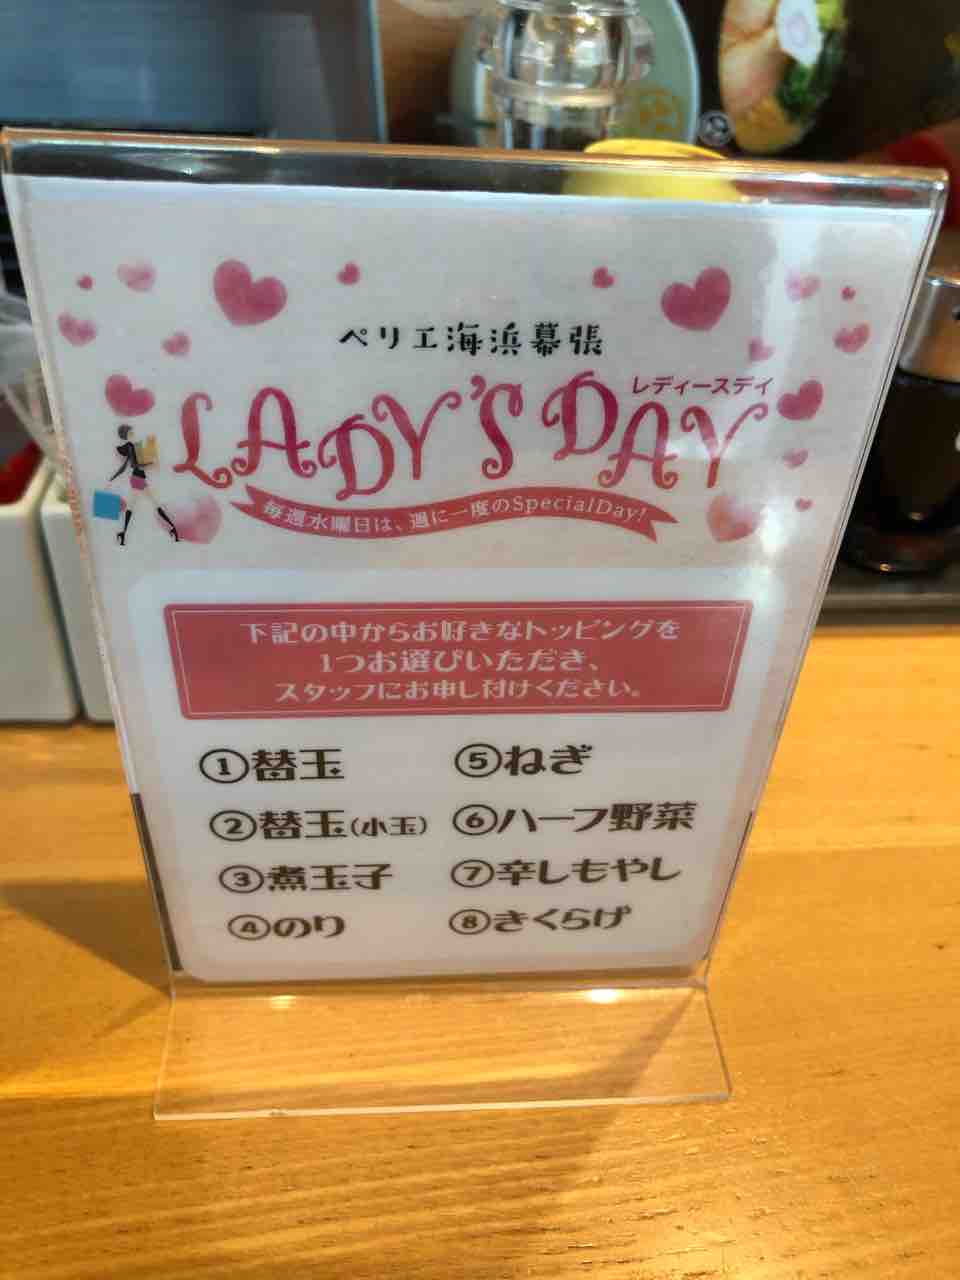 ペリエ海浜幕張
レディースデイ
LADY'S DAY
毎週水曜日は、週に一度のSpecialDay!
下記の中からお好きなトッピングを
1つお選びいただき、
スタッフにお申し付けください。
①替玉
②替玉(小玉)
③煮玉子
④のり
⑤ねぎ
⑥ハーフ野菜
⑦辛しもやし
⑧きくらげ